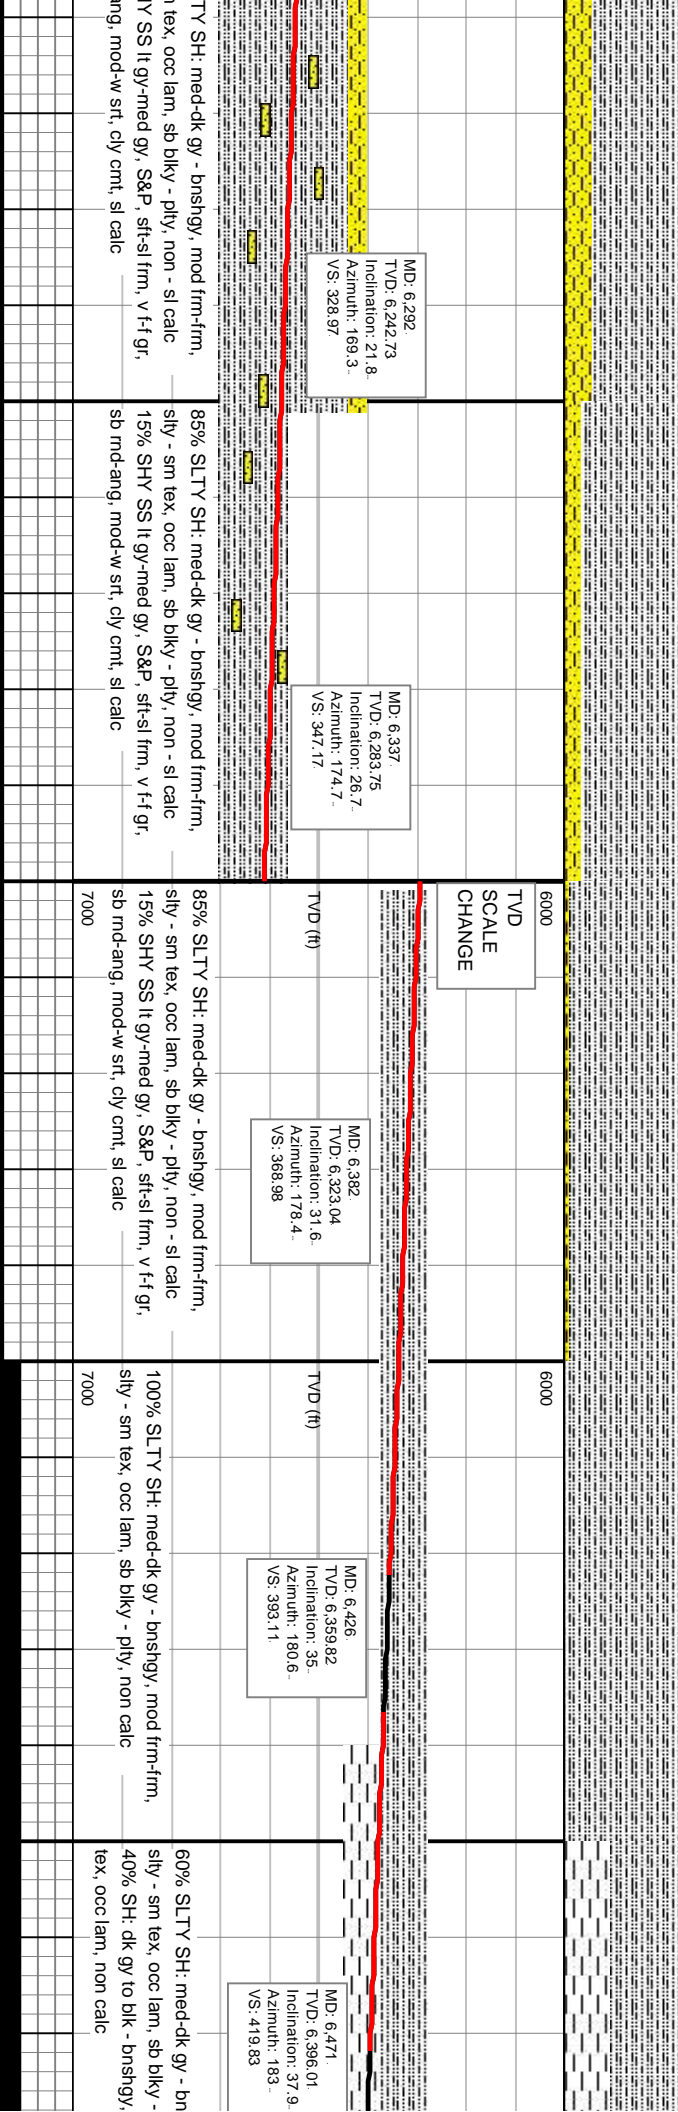 LTY SH: med-dk gy - bnshgy, mod frm-frm,
tex, occ lam, sb blky - plty, non - sl calc
HY SS lt gy-med gy, S&P, sft-sl frm, v f-f gr,
ang, mod-w srt, cly cmt, sl calc
MD: 6,292
TVD: 6,242.73
Inclination: 21.8
Azimuth: 169.3
VS: 328.97
85% SLTY SH: med-dk gy - bnshgy, mod frm-frm,
slty - sm tex, occ lam, sb blky - plty, non - sl calc
15% SHY SS lt gy-med gy, S&P, sft-sl frm, v f-f gr,
sb rnd-ang, mod-w srt, cly cmt, sl calc
MD: 6,337
TVD: 6,283.75
Inclination: 26.7
Azimuth: 174.7
VS: 347.17
6000
TVD
SCALE
CHANGE
TVD (ft)
7000
85% SLTY SH: med-dk gy - bnshgy, mod frm-frm,
slty - sm tex, occ lam, sb blky - plty, non - sl calc
15% SHY SS lt gy-med gy, S&P, sft-sl frm, v f-f gr,
sb rnd-ang, mod-w srt, cly cmt, sl calc
MD: 6,382
TVD: 6,323.04
Inclination: 31.6
Azimuth: 178.4
VS: 368.98
6000
TVD (ft)
7000
100% SLTY SH: med-dk gy - bnshgy, mod frm-frm,
slty - sm tex, occ lam, sb blky - plty, non calc
MD: 6,426
TVD: 6,359.82
Inclination: 35
Azimuth: 180.6
VS: 393.11
60% SLTY SH: med-dk gy - bn
slty - sm tex, occ lam, sb blky -
40% SH: dk gy to blk - bnshgy,
tex, occ lam, non calc
MD: 6,471
TVD: 6,396.01
Inclination: 37.9
Azimuth: 183
VS: 419.83